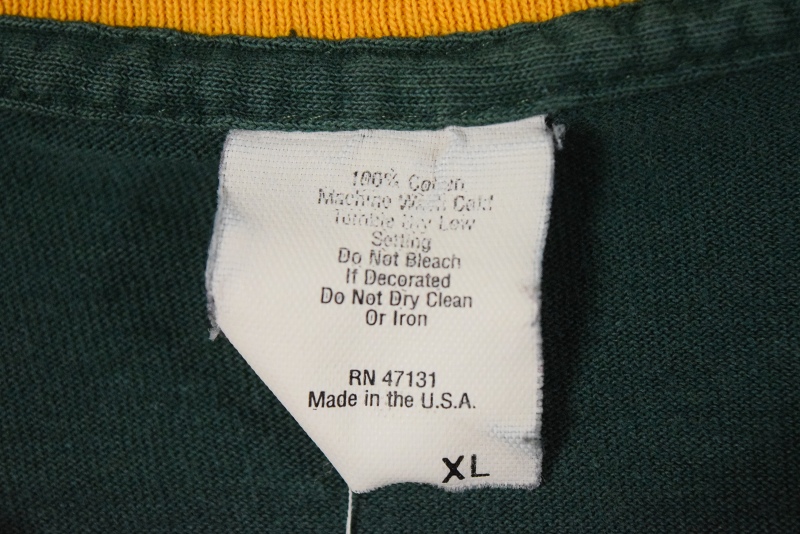 100% Cotton
Machine Wash Cold
Tumble Dry Low
Setting
Do Not Bleach
If Decorated
Do Not Dry Clean
Or Iron
RN 47131
Made in the U.S.A.
XL